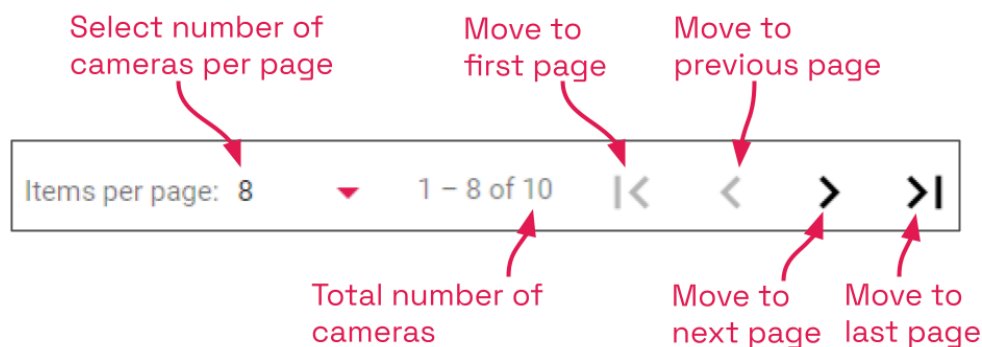 Select number of
cameras per page
Move to
first page
Move to
previous page
Items per page: 8
1 – 8 of 10
Total number of
cameras
Move to
next page
Move to
last page